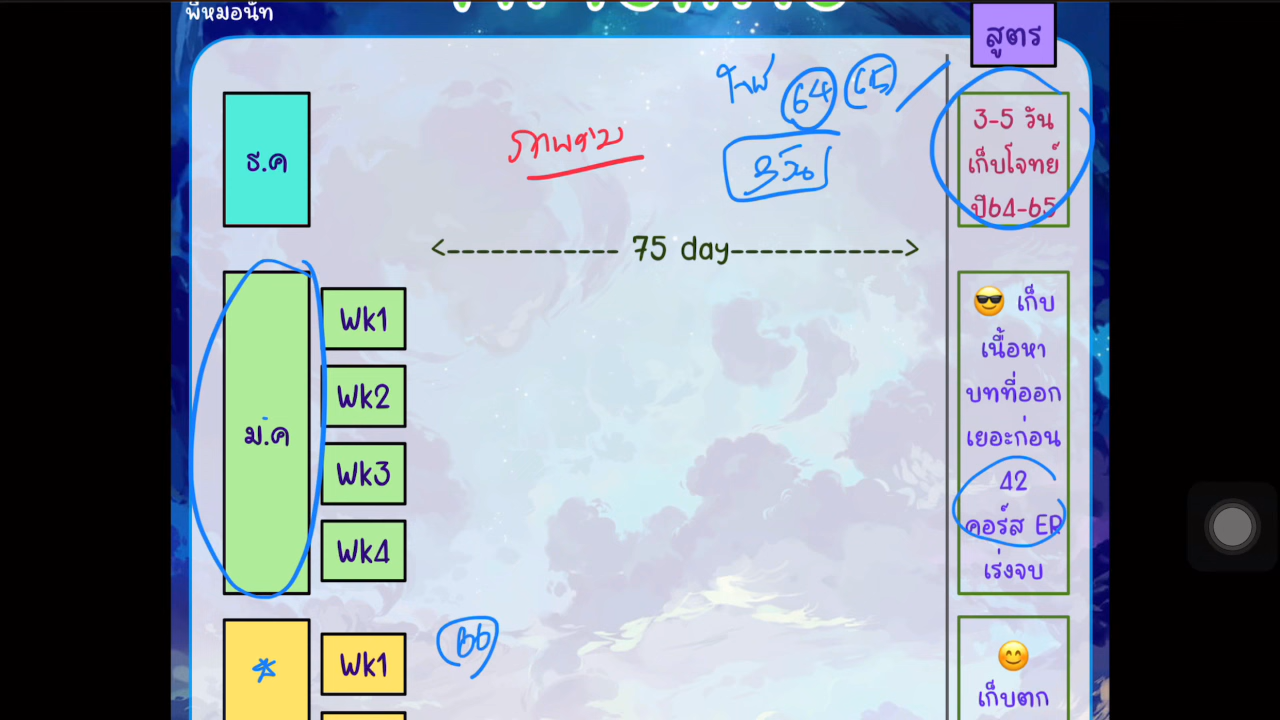 พี่หมอนัท
สูตร
64 65
ธ.ค
ภาพรวม
3 วัน
3-5 วัน
เก็บโจทย์
ปี64-65
<------------- 75 day------------->
ม.ค
Wk1
Wk2
Wk3
Wk4
😎 เก็บ
เนื้อหา
บทที่ออก
เยอะก่อน
42
คอร์ส ER
เร่งจบ
Wk1
66
😊
เก็บตก